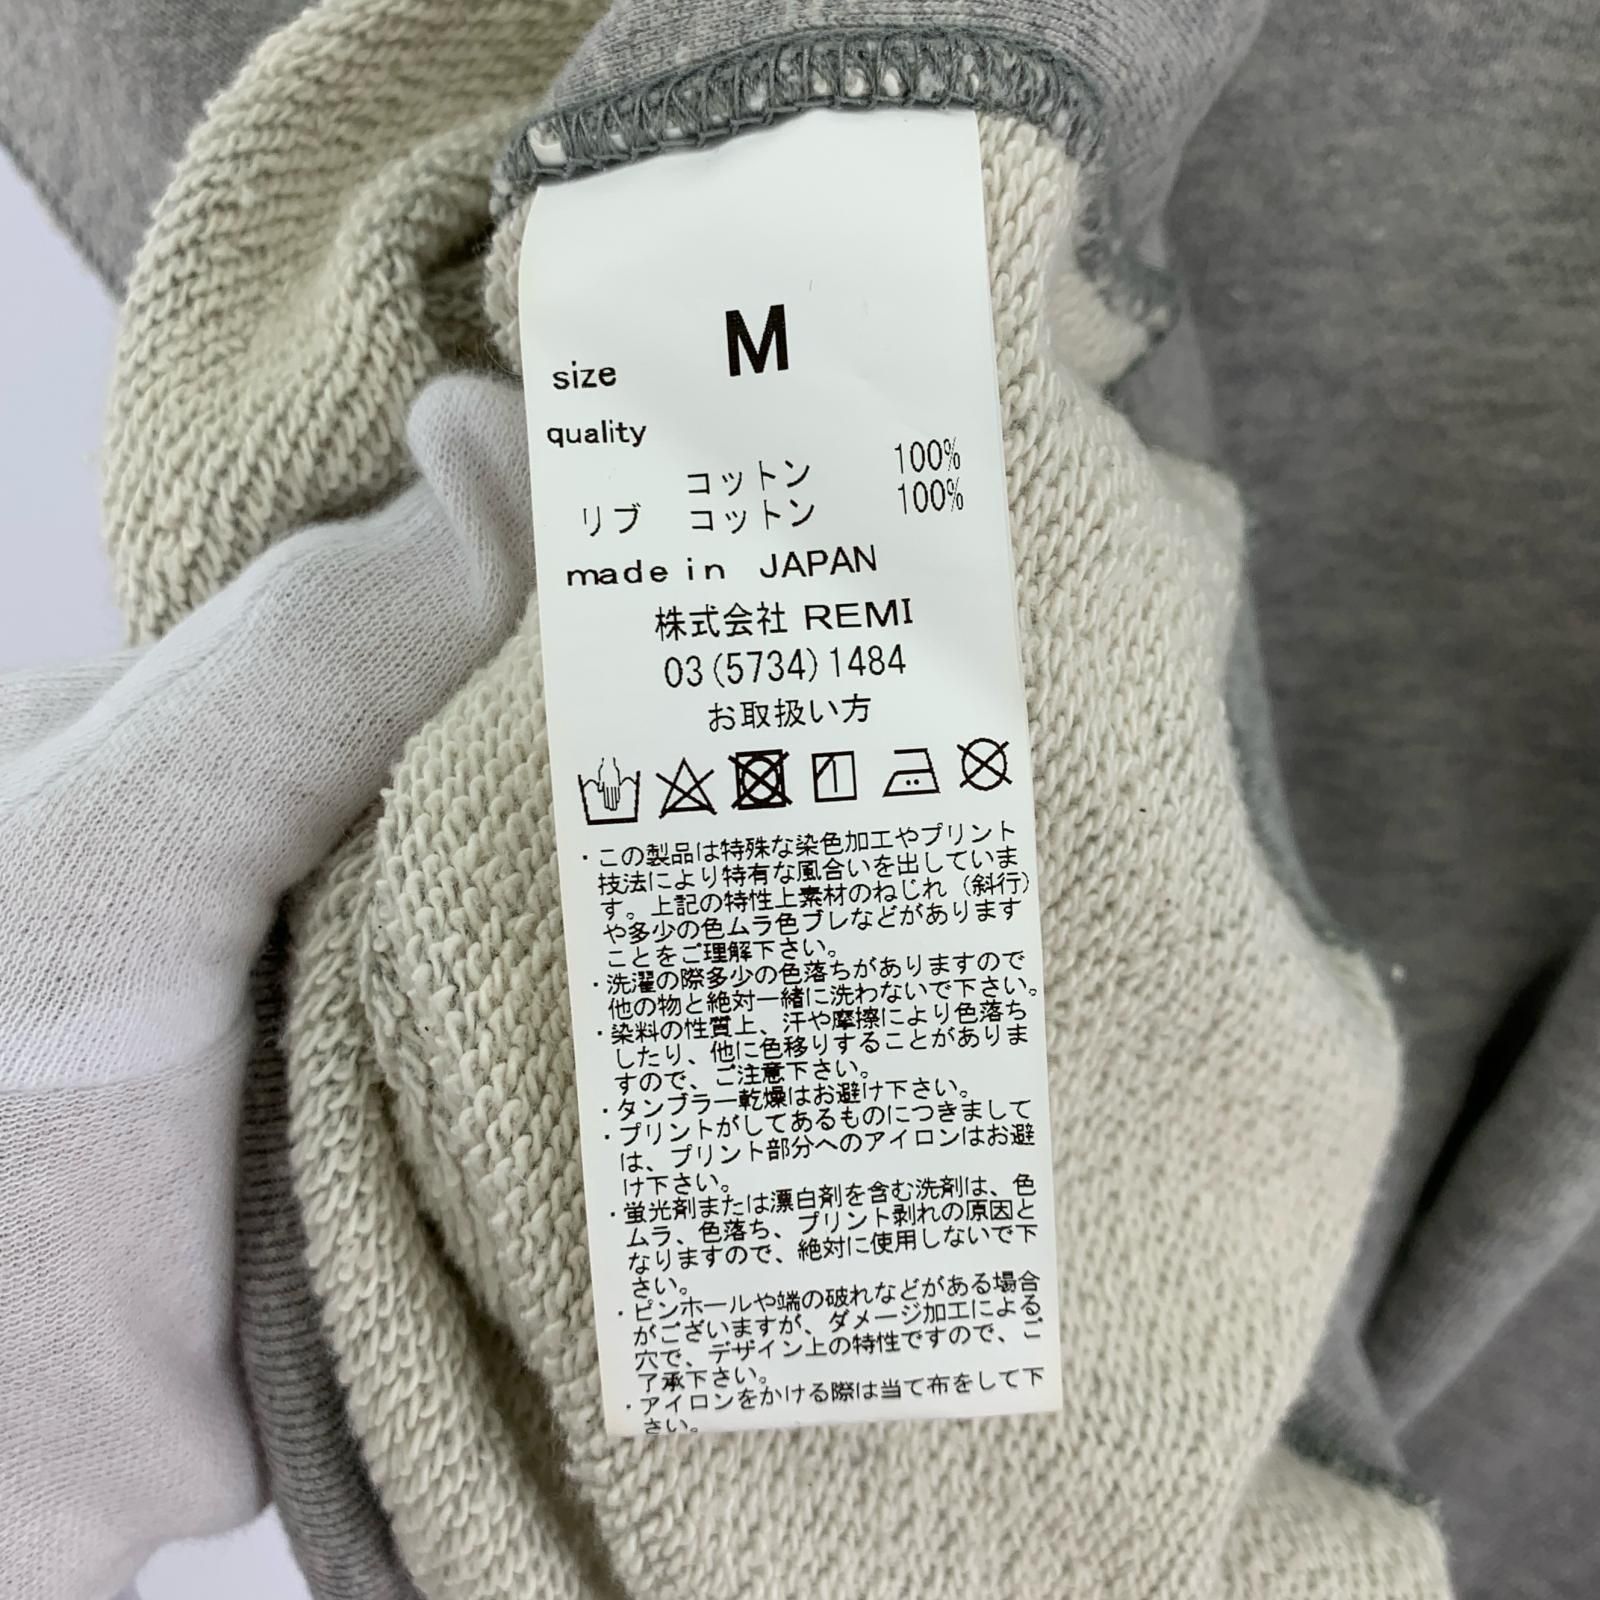 size M
quality
コットン 100%
リブ コットン 100%
made in JAPAN
株式会社 REMI
03(5734)1484
お取扱い方
・この製品は特殊な染色加工やプリント
技法により特有な風合いを出していま
す。上記の特性上素材のねじれ(斜行)
や多少の色ムラ色ブレなどがあります
ことをご理解下さい。
・洗濯の際多少の色落ちがありますので
他の物と絶対一緒に洗わないで下さい。
・染料の性質上、汗や摩擦により色落ち
したり、他に色移りすることがありま
すので、ご注意下さい。
・タンブラー乾燥はお避け下さい。
・プリントがしてあるものにつきまして
は、プリント部分へのアイロンはお避
け下さい。
・蛍光剤または漂白剤を含む洗剤は、色
ムラ、色落ち、プリント剥れの原因と
なりますので、絶対に使用しないで下
さい。
・ピンホールや端の破れなどがある場合
がございますが、ダメージ加工による
穴で、デザイン上の特性ですので、ご
了承下さい。
・アイロンをかける際は当て布をして下
さい。